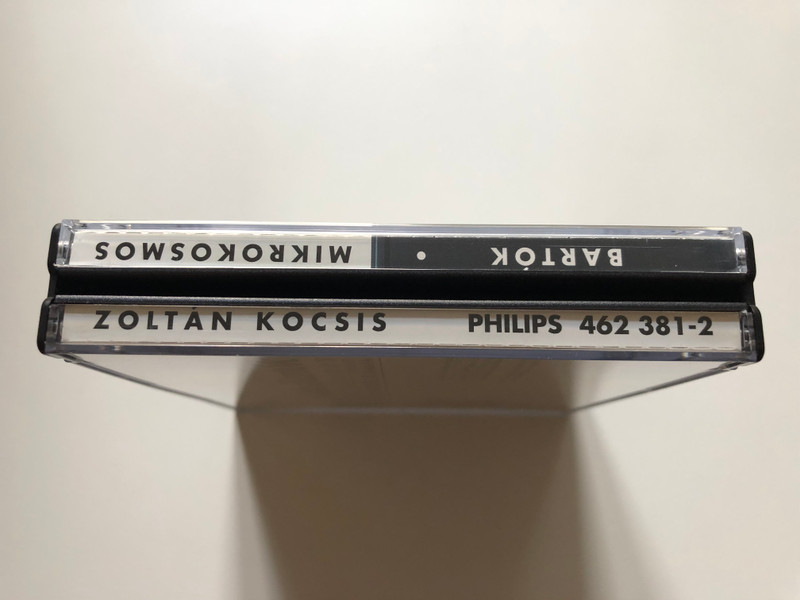 BARTÓK • MIKROKOSMOS
ZOLTÁN KOCSIS PHILIPS 462 381-2